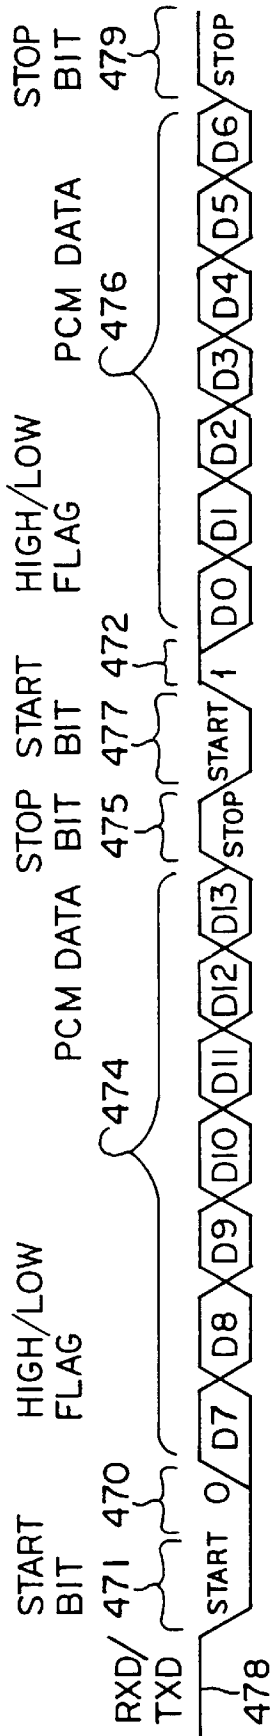 START BIT
HIGH/LOW FLAG
PCM DATA
STOP BIT
START BIT
HIGH/LOW FLAG
PCM DATA
STOP BIT
RXD/TXD
471
470
474
475
477
472
476
479
478
START
0
D7
D8
D9
D10
D11
D12
D13
STOP
START
1
D0
D1
D2
D3
D4
D5
D6
STOP